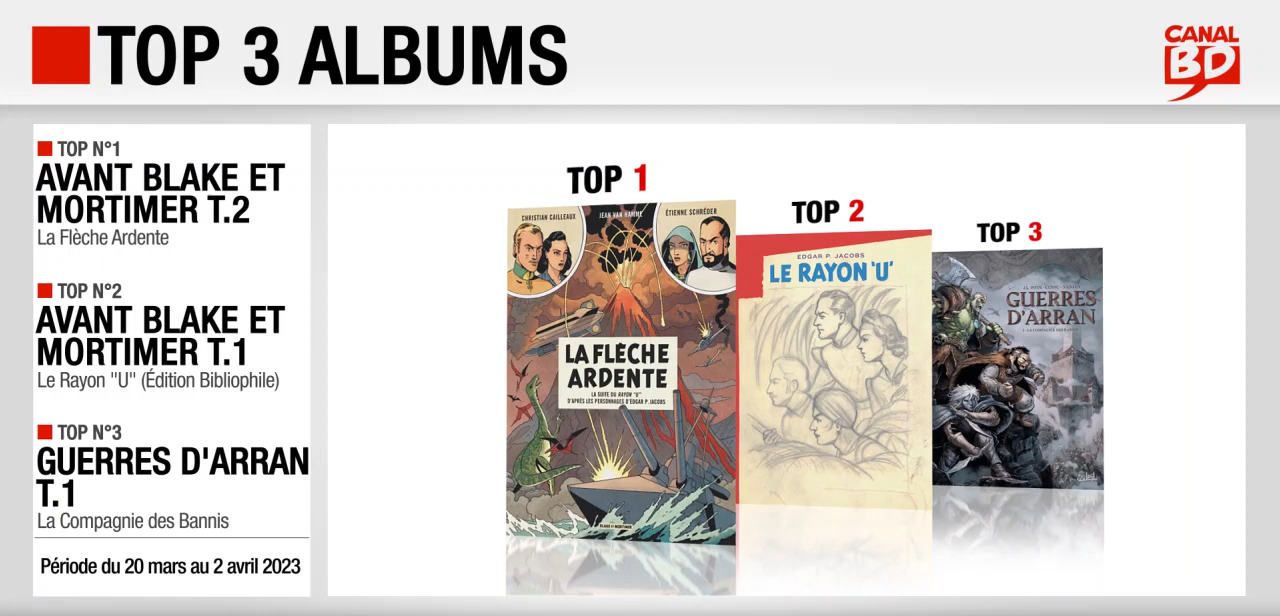 TOP 3 ALBUMS
CANAL
BD
TOP N°1
AVANT BLAKE ET
MORTIMER T.2
La Flèche Ardente
TOP N°2
AVANT BLAKE ET
MORTIMER T.1
Le Rayon "U" (Édition Bibliophile)
TOP N°3
GUERRES D'ARRAN
T.1
La Compagnie des Bannis
Période du 20 mars au 2 avril 2023
TOP 1
CHRISTIAN CAILLEAUX
JEAN VAN HAMME
ÉTIENNE SCHRÉDER
LA FLÈCHE
ARDENTE
LA SUITE DU RAYON "U"
D'APRÈS LES PERSONNAGES D'EDGAR P. JACOBS
BLAKE ET MORTIMER
TOP 2
EDGAR P. JACOBS
LE RAYON 'U'
TOP 3
GUERRES
D'ARRAN